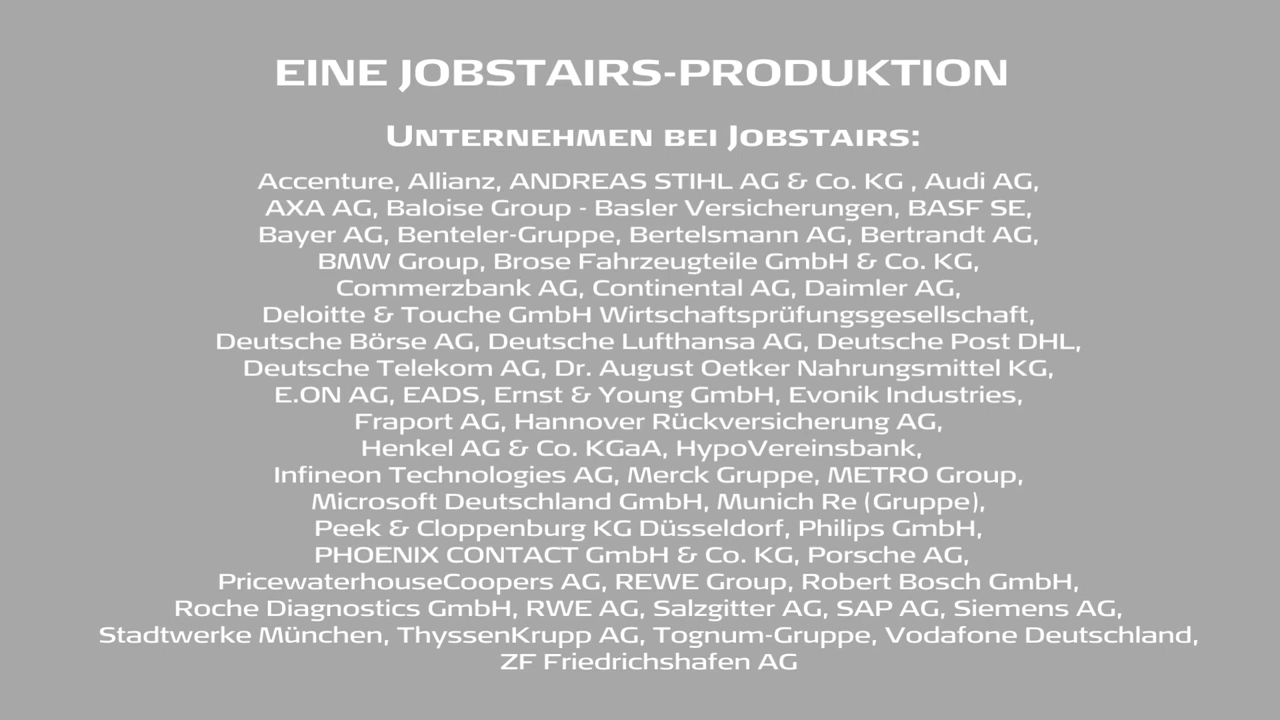 EINE JOBSTAIRS-PRODUKTION
UNTERNEHMEN BEI JOBSTAIRS:
Accenture, Allianz, ANDREAS STIHL AG & Co. KG , Audi AG,
AXA AG, Baloise Group - Basler Versicherungen, BASF SE,
Bayer AG, Benteler-Gruppe, Bertelsmann AG, Bertrandt AG,
BMW Group, Brose Fahrzeugteile GmbH & Co. KG,
Commerzbank AG, Continental AG, Daimler AG,
Deloitte & Touche GmbH Wirtschaftsprüfungsgesellschaft,
Deutsche Börse AG, Deutsche Lufthansa AG, Deutsche Post DHL,
Deutsche Telekom AG, Dr. August Oetker Nahrungsmittel KG,
E.ON AG, EADS, Ernst & Young GmbH, Evonik Industries,
Fraport AG, Hannover Rückversicherung AG,
Henkel AG & Co. KGaA, HypoVereinsbank,
Infineon Technologies AG, Merck Gruppe, METRO Group,
Microsoft Deutschland GmbH, Munich Re (Gruppe),
Peek & Cloppenburg KG Düsseldorf, Philips GmbH,
PHOENIX CONTACT GmbH & Co. KG, Porsche AG,
PricewaterhouseCoopers AG, REWE Group, Robert Bosch GmbH,
Roche Diagnostics GmbH, RWE AG, Salzgitter AG, SAP AG, Siemens AG,
Stadtwerke München, ThyssenKrupp AG, Tognum-Gruppe, Vodafone Deutschland,
ZF Friedrichshafen AG